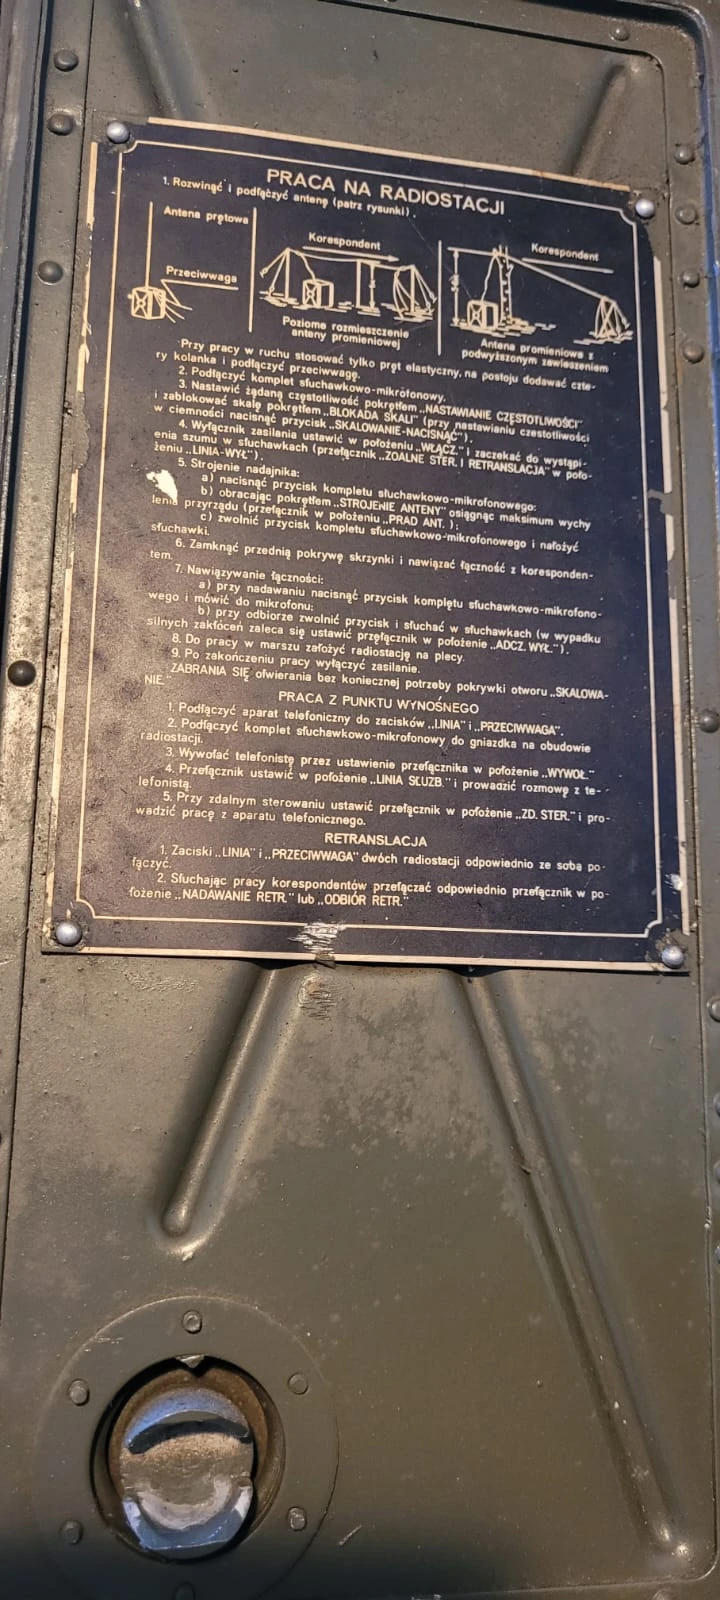 PRACA NA RADIOSTACJI
1. Rozwinąć i podłączyć antenę (patrz rysunki).
Antena prętowa
Przeciwwaga
Korespondent
Poziome rozmieszczenie
anteny promieniowej
Korespondent
Antena promieniowa z
podwyższonym zawieszeniem
Przy pracy w ruchu stosować tylko pręt elastyczny, na postoju dodawać czte-
ry kolanka i podłączyć przeciwwagę.
2. Podłączyć komplet słuchawkowo-mikrofonowy.
3. Nastawić żądaną częstotliwość pokrętłem „NASTAWIANIE CZĘSTOTLIWOŚCI"
i zablokować skalę pokrętłem „BLOKADA SKALI" (przy nastawianiu częstotliwości
w ciemności nacisnąć przycisk „SKALOWANIE-NACISNĄĆ").
4. Wyłącznik zasilania ustawić w położeniu „WŁĄCZ." i zaczekać do wystąpi-
enia szumu w słuchawkach (przełącznik „ZOALNE STER. I RETRANSLACJA" w poło-
żeniu „LINIA-WYŁ").
5. Strojenie nadajnika:
a) nacisnąć przycisk kompletu słuchawkowo-mikrofonowego:
b) obracając pokrętłem „STROJENIE ANTENY" osiągnąc maksimum wychy
lenia przyrządu (przełącznik w położeniu „PRAD ANT.):
c) zwolnić przycisk kompletu słuchawkowo-mikrofonowego i nałożyć
słuchawki.
6. Zamknąć przednią pokrywę skrzynki i nawiązać łączność z koresponden-
tem.
7. Nawiązywanie łączności:
a) przy nadawaniu nacisnąć przycisk kompletu słuchawkowo-mikrofono-
wego i mówić do mikrofonu:
b) przy odbiorze zwolnić przycisk i słuchać w słuchawkach (w wypadku
silnych zakłóceń zaleca się ustawić przełącznik w położenie „ADCZ. WYŁ.").
8. Do pracy w marszu założyć radiostację na plecy.
9. Po zakończeniu pracy wyłączyć zasilanie.
ZABRANIA SIĘ otwierania bez koniecznej potrzeby pokrywki otworu „SKALOWA-
NIE."
PRACA Z PUNKTU WYNOŚNEGO
1. Podłączyć aparat telefoniczny do zacisków „LINIA" i „PRZECIWWAGA".
2. Podłączyć komplet słuchawkowo-mikrofonowy do gniazdka na obudowie
radiostacji.
3. Wywołać telefonistę przez ustawienie przełącznika w położenie „WYWOŁ."
4. Przełącznik ustawić w położenie „LINIA SŁUZB." i prowadzić rozmowę z te-
lefonistą.
5. Przy zdalnym sterowaniu ustawić przełącznik w położenie „ZD. STER." i pro-
wadzić pracę z aparatu telefonicznego.
RETRANSLACJA
1. Zaciski „LINIA" i „PRZECIWWAGA" dwóch radiostacji odpowiednio ze sobą po-
łączyć.
2. Słuchając pracy korespondentów przełączać odpowiednio przełącznik w po-
łożenie „NADAWANIE RETR." lub „ODBIÓR RETR."